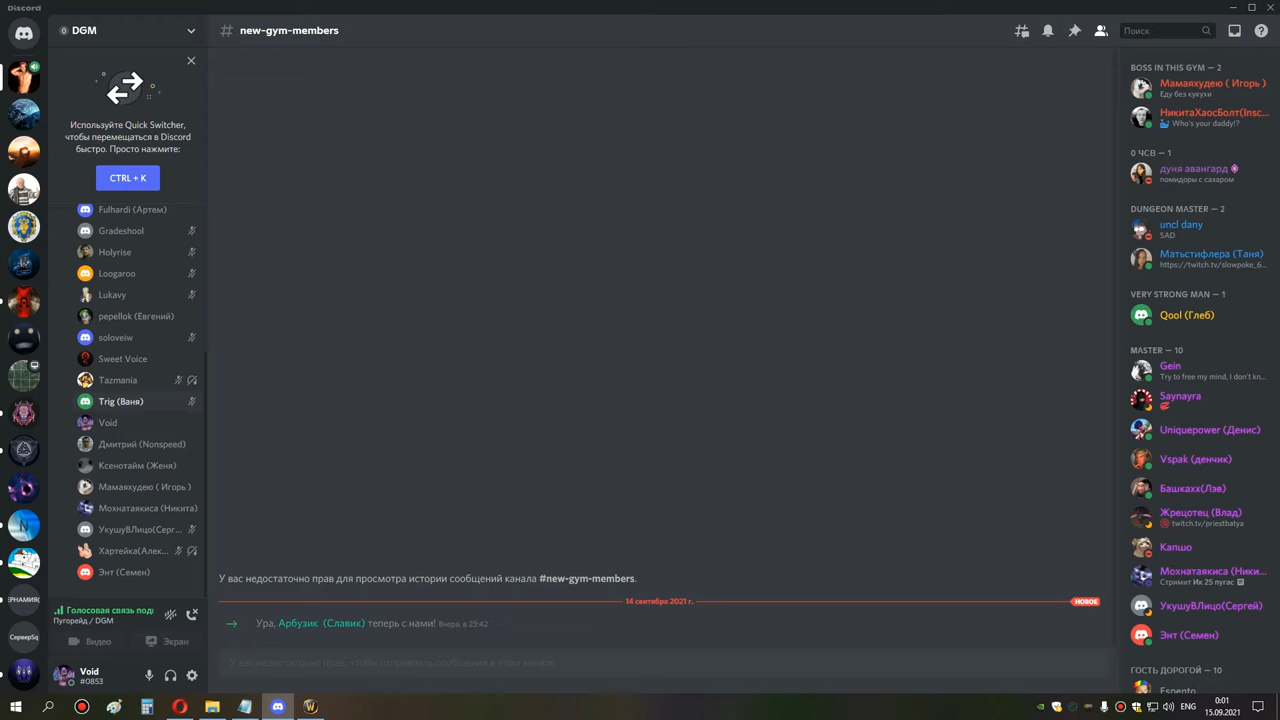 Discord
DGM
new-gym-members
Поиск
Используйте Quick Switcher,
чтобы перемещаться в Discord
быстро. Просто нажмите:
CTRL + K
Fulhardi (Артем)
Gradeshool
Holyrise
Loogaroo
Lukavy
pepellok (Евгений)
soloveiw
Sweet Voice
Tazmania
Trig (Ваня)
Void
Дмитрий (Nonspeed)
Ксенотайм (Женя)
Мамаяхудею ( Игорь )
Мохнатаякиса (Никита)
УкушуВЛицо(Серг...
Хартейка(Алек...
Энт (Семен)
ЕРНАМИЯ
СерверSq
Голосовая связь под
Пугорейд / DGM
Видео
Экран
Void
#0853
У вас недостаточно прав для просмотра истории сообщений канала #new-gym-members.
14 сентября 2021 г.
НОВОЕ
Ура, Арбузик (Славик) теперь с нами! Вчера, в 23:42
У вас недостаточно прав, чтобы отправлять сообщения в этом канале
BOSS IN THIS GYM — 2
Мамаяхудею ( Игорь )
Еду без кукухи
НикитаХаосБолт(Insc...
Who's your daddy!?
0 ЧСВ — 1
дуня авангард
помидоры с сахаром
DUNGEON MASTER — 2
uncl dany
SAD
Матьстифлера (Таня)
https://twitch.tv/slowpoke_6...
VERY STRONG MAN — 1
Qool (Глеб)
MASTER — 10
Gein
Try to free my mind, I don't kn...
Saynayra
Uniquepower (Денис)
Vspak (денчик)
Башкахх(Лэв)
Жрецотец (Влад)
twitch.tv/priestbatya
Капшо
Мохнатаякиса (Ники...
Стримит Их 25 пугас
УкушуВЛицо(Сергей)
Энт (Семен)
ГОСТЬ ДОРОГОЙ — 10
Espento
ENG
0:01
15.09.2021